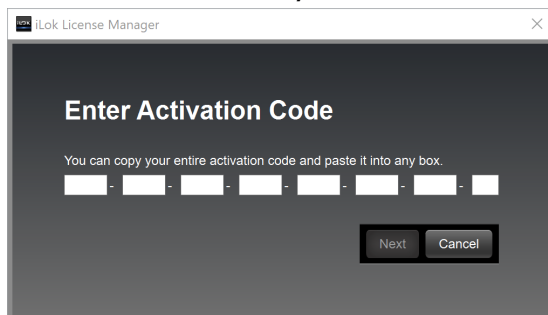 iLok License Manager
Enter Activation Code
You can copy your entire activation code and paste it into any box.
- - - - - - -
Next Cancel